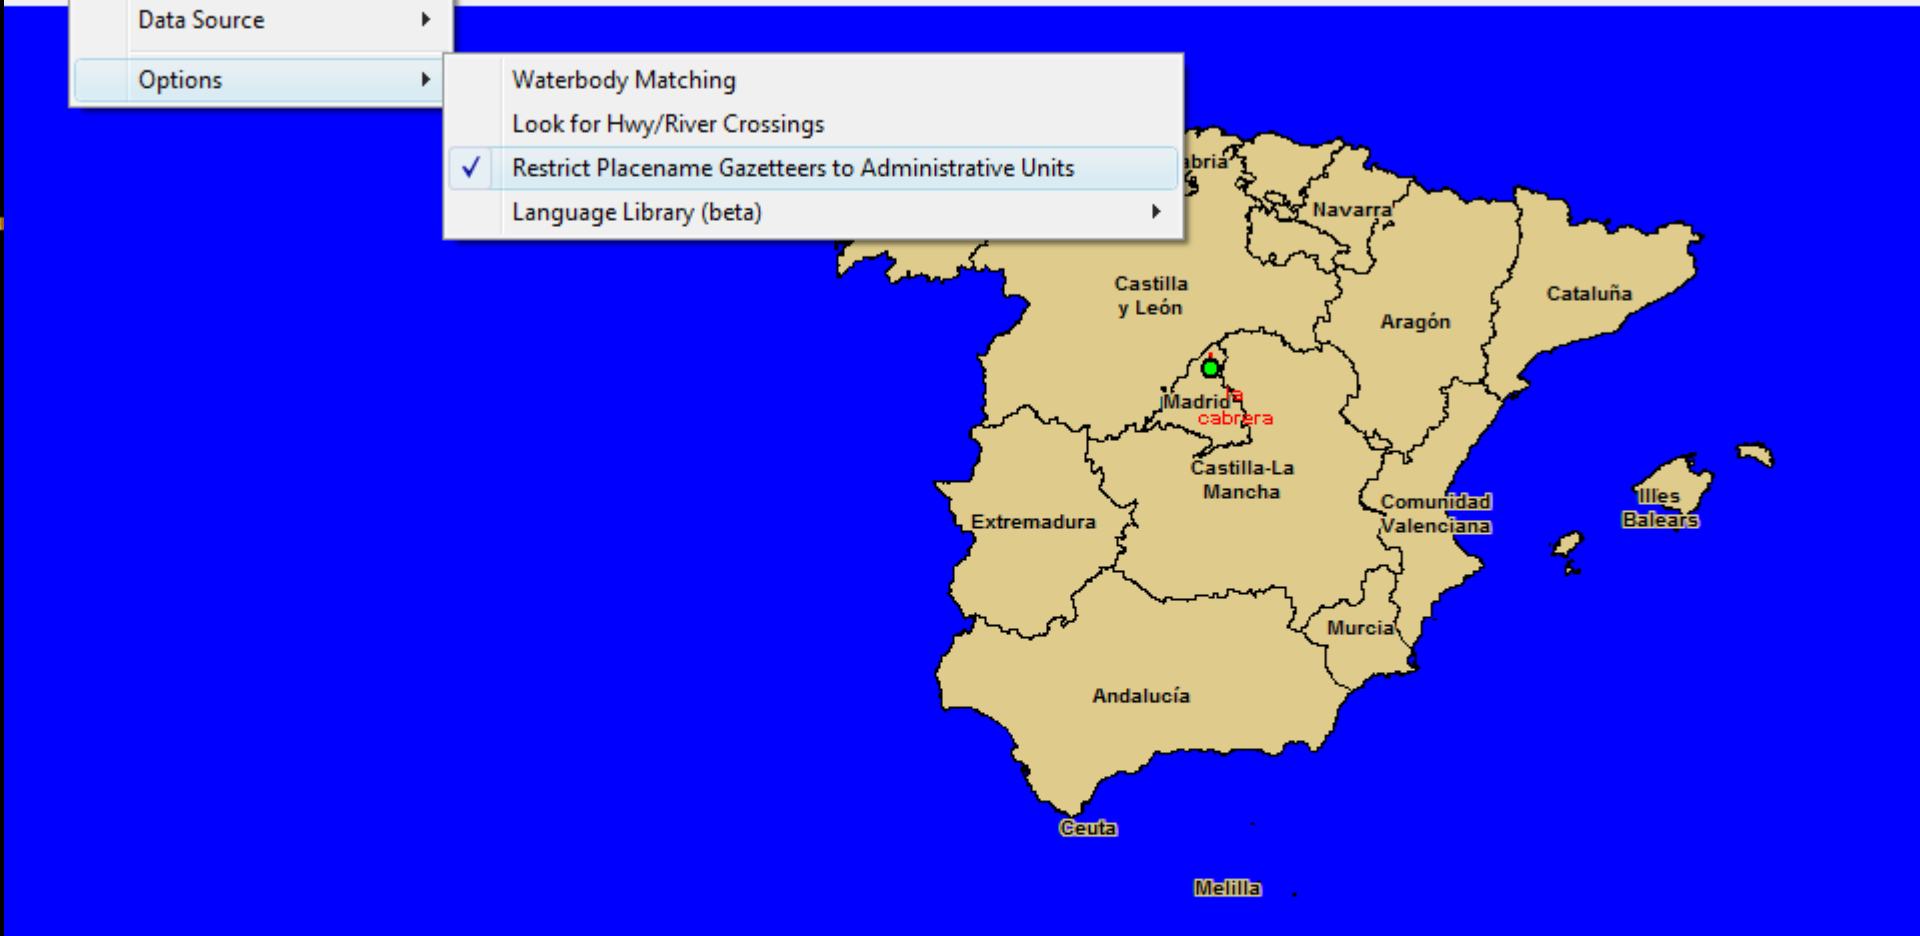 Data Source
Options
Waterbody Matching
Look for Hwy/River Crossings
Restrict Placename Gazetteers to Administrative Units
Language Library (beta)
abria
Navarra
Castilla
y León
Cataluña
Aragón
Madrid
la
cabrera
Castilla-La
Mancha
Comunidad
Valenciana
Illes
Balears
Extremadura
Murcia
Andalucía
Ceuta
Melilla